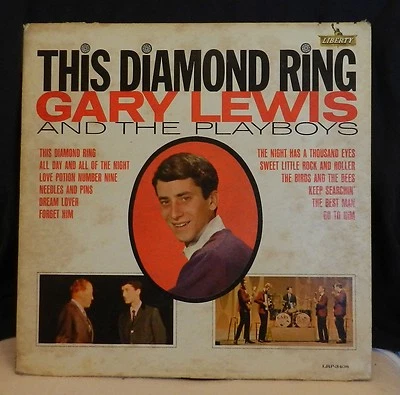 LIBERTY
THIS DIAMOND RING
GARY LEWIS
AND THE PLAYBOYS
THIS DIAMOND RING
ALL DAY AND ALL OF THE NIGHT
LOVE POTION NUMBER NINE
NEEDLES AND PINS
DREAM LOVER
FORGET HIM
THE NIGHT HAS A THOUSAND EYES
SWEET LITTLE ROCK AND ROLLER
THE BIRDS AND THE BEES
KEEP SEARCHIN'
THE BEST MAN
GO TO HIM